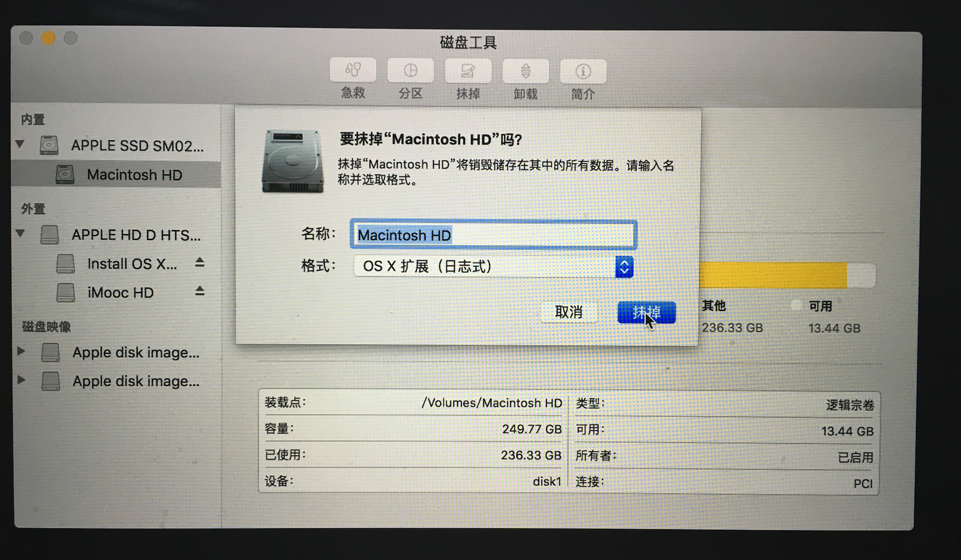 磁盘工具
急救
分区
抹掉
卸载
简介
内置
APPLE SSD SM02...
Macintosh HD
外置
APPLE HD D HTS...
Install OS X...
iMooc HD
磁盘映像
Apple disk image...
Apple disk image...
要抹掉“Macintosh HD”吗?
抹掉“Macintosh HD”将销毁储存在其中的所有数据。请输入名
称并选取格式。
名称:
Macintosh HD
格式:
OS X 扩展（日志式）
取消
抹掉
其他
236.33 GB
可用
13.44 GB
装载点:
/Volumes/Macintosh HD
类型:
逻辑宗卷
容量:
249.77 GB
可用:
13.44 GB
已使用:
236.33 GB
所有者:
已启用
设备:
disk1
连接:
PCI